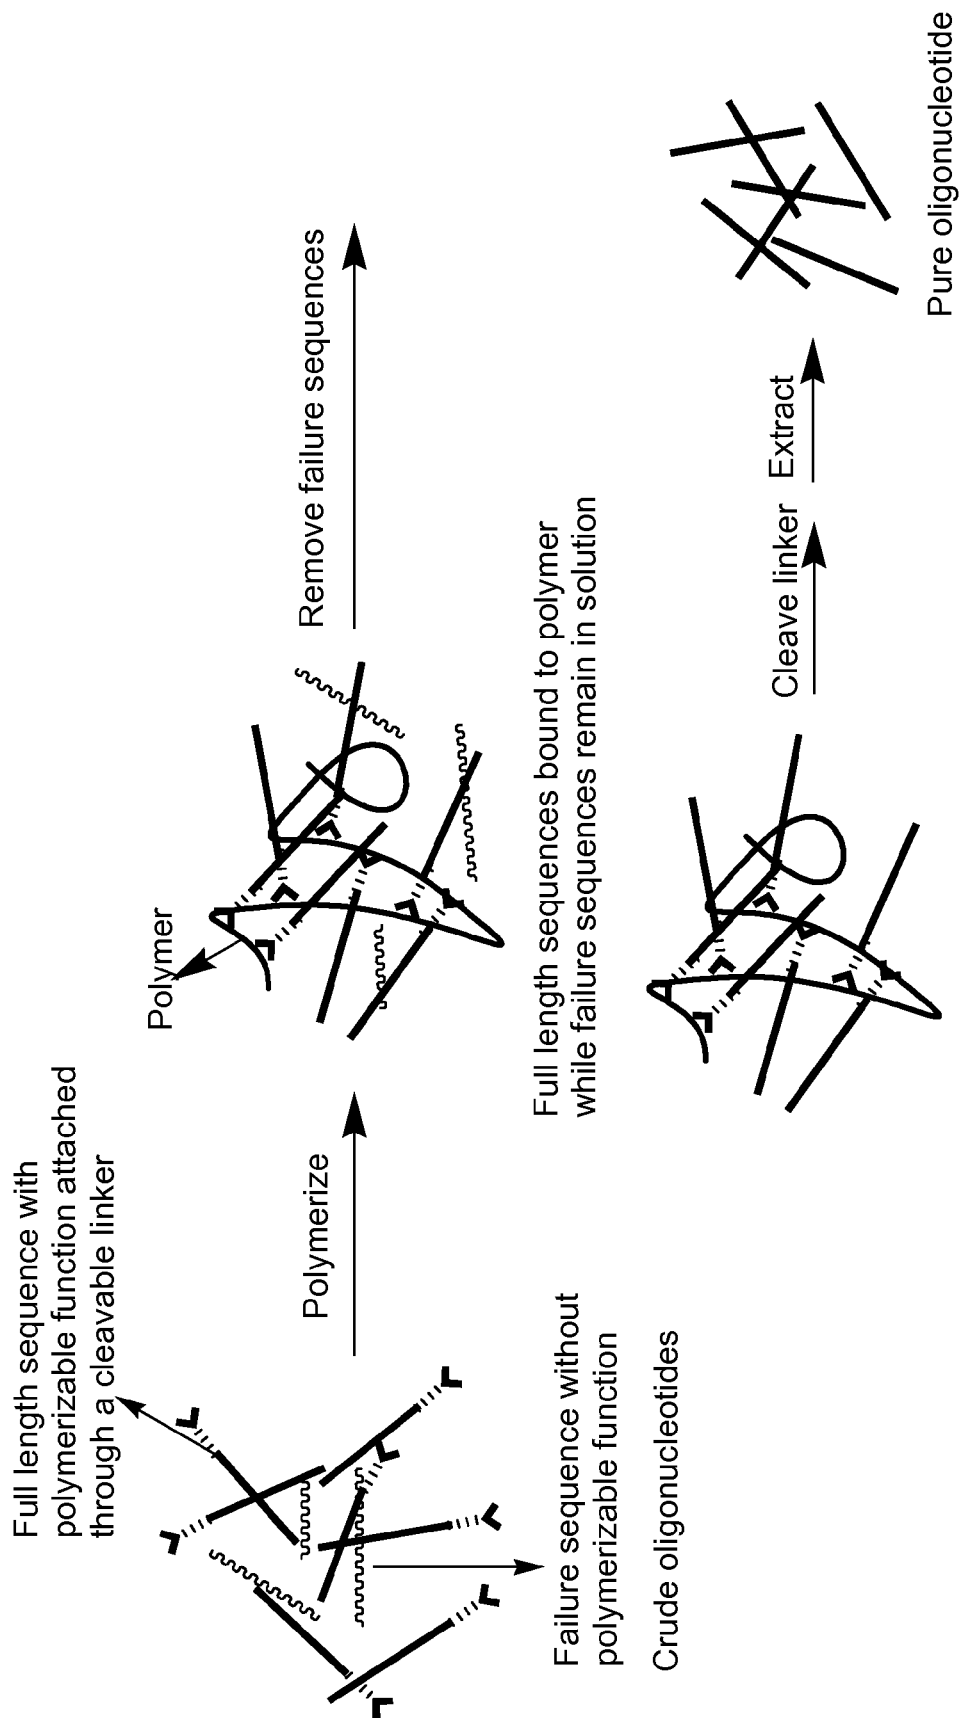 Full length sequence with
polymerizable function attached
through a cleavable linker
Polymer
Polymerize
Remove failure sequences
Failure sequence without
polymerizable function
Crude oligonucleotides
Full length sequences bound to polymer
while failure sequences remain in solution
Cleave linker
Extract
Pure oligonucleotide